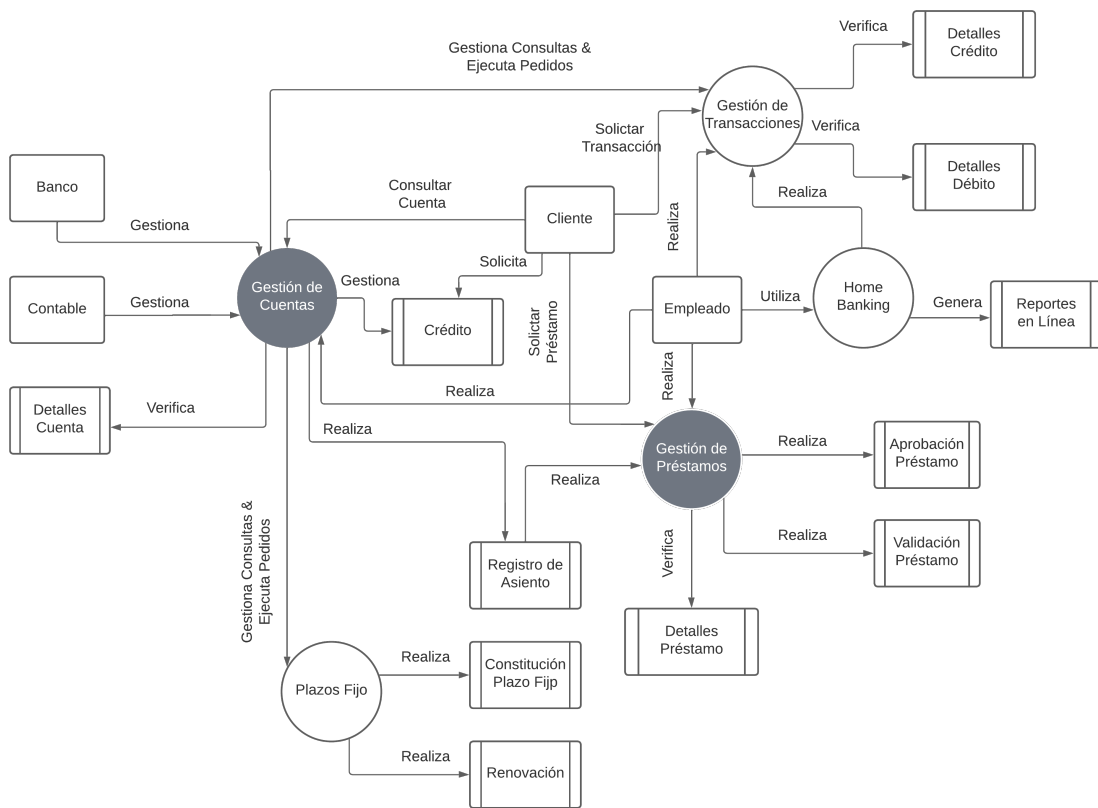 Gestiona Consultas &
Ejecuta Pedidos
Verifica
Detalles
Crédito
Gestión de
Transacciones
Solictar
Transacción
Verifica
Detalles
Débito
Banco
Gestiona
Consultar
Cuenta
Cliente
Realiza
Realiza
Gestión de
Cuentas
Gestiona
Solicita
Contable
Gestiona
Crédito
Solictar
Préstamo
Empleado
Utiliza
Home
Banking
Genera
Reportes
en Línea
Detalles
Cuenta
Verifica
Realiza
Realiza
Realiza
Gestión de
Préstamos
Realiza
Aprobación
Préstamo
Realiza
Gestiona Consultas &
Ejecuta Pedidos
Registro de
Asiento
Verifica
Realiza
Validación
Préstamo
Detalles
Préstamo
Plazos Fijo
Realiza
Constitución
Plazo Fijp
Realiza
Renovación